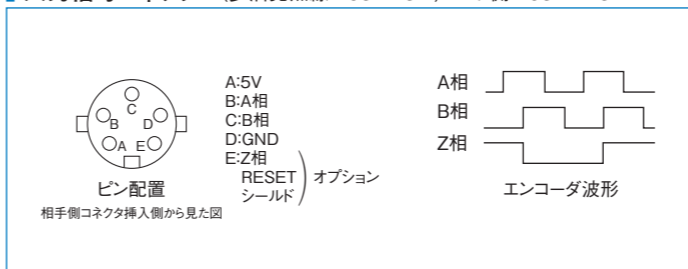 C
B
D
A
E
ピン配置
相手側コネクタ挿入側から見た図
A:5V
B:A相
C:B相
D:GND
E:Z相
RESET
シールド
オプション
A相
B相
Z相
エンコーダ波形